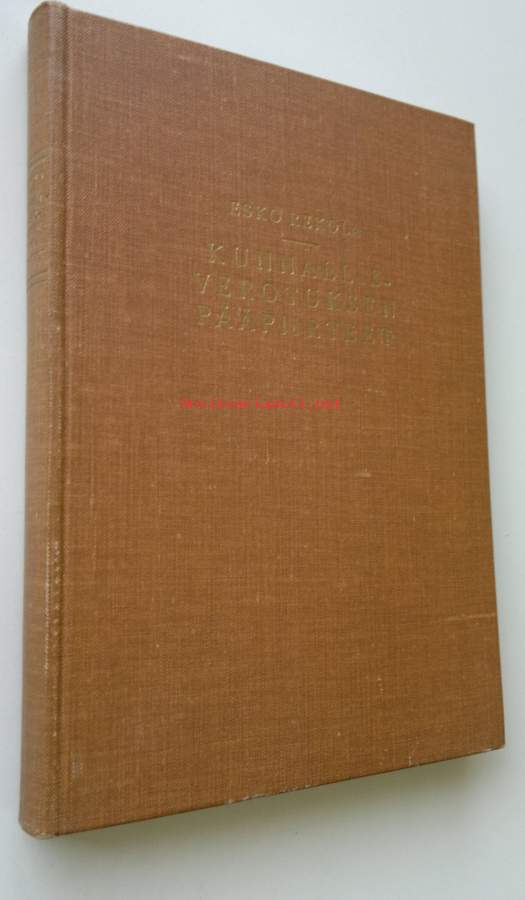 ESKO REKOLA
KUNNALLIS-
VEROTUKSEN
PÄÄPIIRTEET